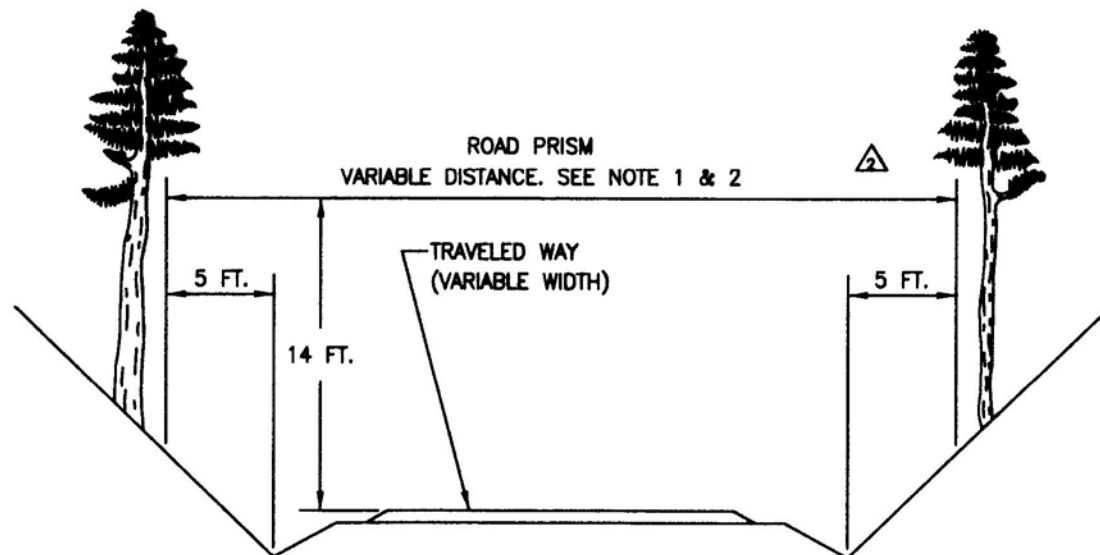 ROAD PRISM
VARIABLE DISTANCE. SEE NOTE 1 & 2
2
TRAVELED WAY
(VARIABLE WIDTH)
5 FT.
5 FT.
14 FT.